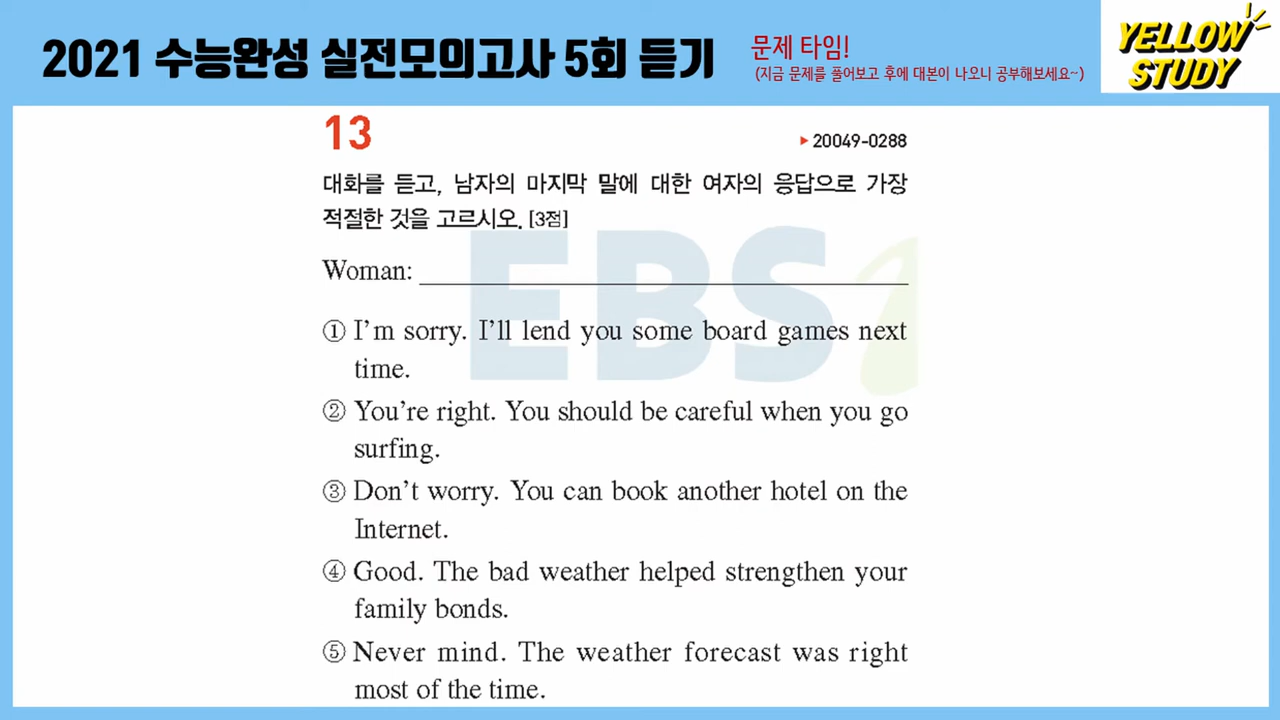 2021 수능완성 실전모의고사 5회 듣기
문제 타임!
(지금 문제를 풀어보고 후에 대본이 나오니 공부해보세요~)
YELLOW
STUDY
13
▶ 20049-0288
대화를 듣고, 남자의 마지막 말에 대한 여자의 응답으로 가장
적절한 것을 고르시오. [3점]
EBS
Woman:
① I'm sorry. I'll lend you some board games next
time.
② You're right. You should be careful when you go
surfing.
③ Don't worry. You can book another hotel on the
Internet.
④ Good. The bad weather helped strengthen your
family bonds.
⑤ Never mind. The weather forecast was right
most of the time.